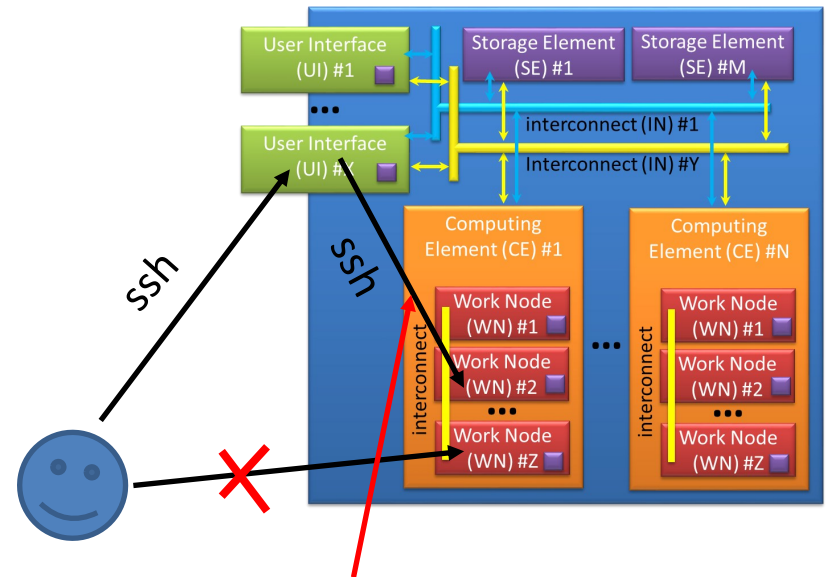 User Interface
(UI) #1
...
User Interface
(UI) #X
Storage Element
(SE) #1
Storage Element
(SE) #M
interconnect (IN) #1
Interconnect (IN) #Y
ssh
ssh
Computing
Element (CE) #1
Work Node
(WN) #1
Work Node
(WN) #2
...
Work Node
(WN) #Z
interconnect
...
Computing
Element (CE) #N
Work Node
(WN) #1
Work Node
(WN) #2
...
Work Node
(WN) #Z
interconnect